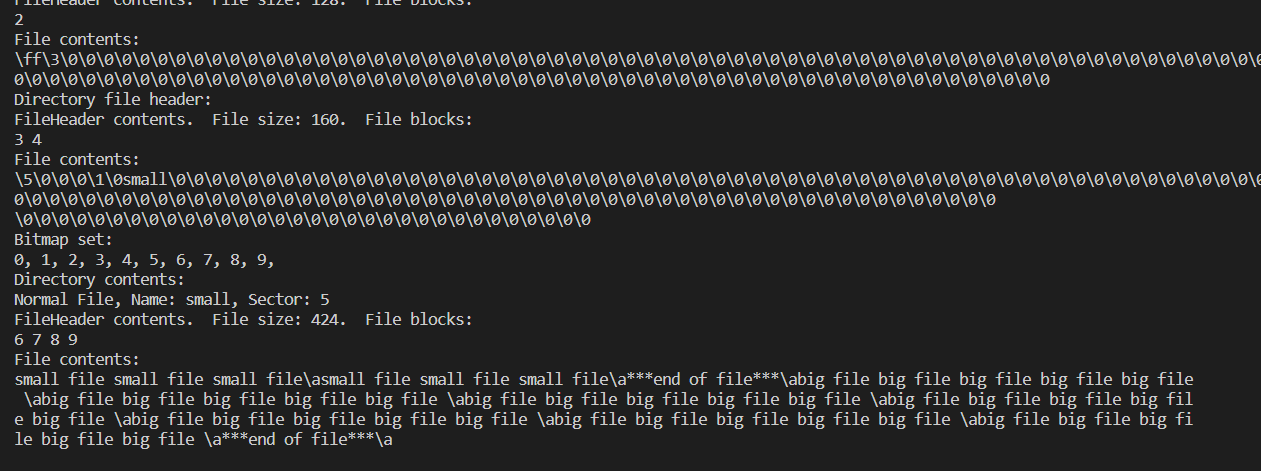 FileHeader contents.  File size: 128.  File blocks:
2
File contents:
\ff\3\0\0\0\0\0\0\0\0\0\0\0\0\0\0\0\0\0\0\0\0\0\0\0\0\0\0\0\0\0\0\0\0\0\0\0\0\0\0\0\0\0\0\0\0\0\0\0\0\0\0\0\0\0\0\0\0\0\0\0\0\0\0\0\0\0\0\0
0\0\0\0\0\0\0\0\0\0\0\0\0\0\0\0\0\0\0\0\0\0\0\0\0\0\0\0\0\0\0\0\0\0\0\0\0\0\0\0\0\0\0\0\0\0\0\0\0\0\0\0\0\0\0\0\0\0
Directory file header:
FileHeader contents.  File size: 160.  File blocks:
3 4
File contents:
\5\0\0\0\1\0small\0\0\0\0\0\0\0\0\0\0\0\0\0\0\0\0\0\0\0\0\0\0\0\0\0\0\0\0\0\0\0\0\0\0\0\0\0\0\0\0\0\0\0\0\0\0\0\0\0\0\0\0\0\0\0\0\0\0\0\0\0
0\0\0\0\0\0\0\0\0\0\0\0\0\0\0\0\0\0\0\0\0\0\0\0\0\0\0\0\0\0\0\0\0\0\0\0\0\0\0\0\0\0\0\0\0\0\0\0\0\0\0\0\0\0\0
\0\0\0\0\0\0\0\0\0\0\0\0\0\0\0\0\0\0\0\0\0\0\0\0\0\0\0\0\0\0\0\0
Bitmap set:
0, 1, 2, 3, 4, 5, 6, 7, 8, 9,
Directory contents:
Normal File, Name: small, Sector: 5
FileHeader contents.  File size: 424.  File blocks:
6 7 8 9
File contents:
small file small file small file\asmall file small file small file\a***end of file***\abig file big file big file big file big file
 \abig file big file big file big file big file \abig file big file big file big file big file \abig file big file big file big fil
e big file \abig file big file big file big file big file \abig file big file big file big file big file \abig file big file big fi
le big file big file \a***end of file***\a